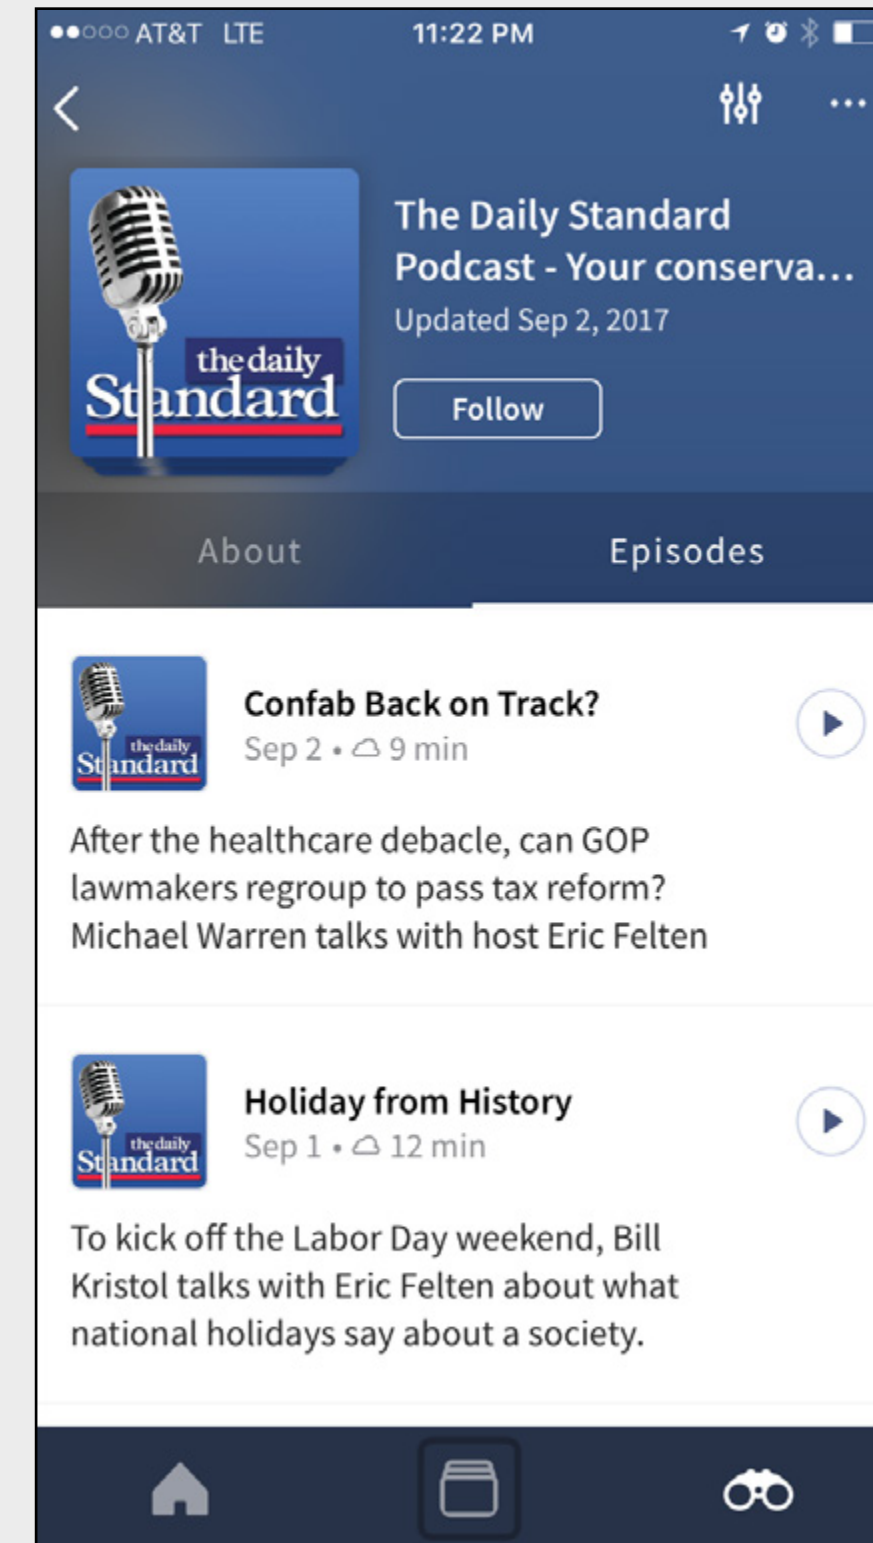 AT&T LTE 11:22 PM
The Daily Standard
Podcast - Your conserva...
Updated Sep 2, 2017
the daily
Standard
Follow
About Episodes
the daily
Standard
Confab Back on Track?
Sep 2 • 9 min
After the healthcare debacle, can GOP
lawmakers regroup to pass tax reform?
Michael Warren talks with host Eric Felten
the daily
Standard
Holiday from History
Sep 1 • 12 min
To kick off the Labor Day weekend, Bill
Kristol talks with Eric Felten about what
national holidays say about a society.